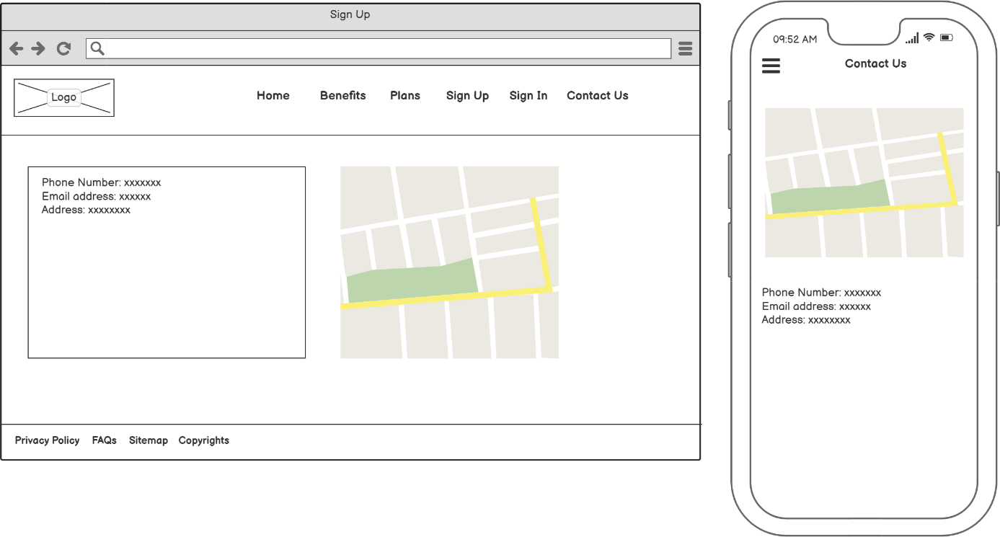 Sign Up
Logo
Home Benefits Plans Sign Up Sign In Contact Us
Phone Number: xxxxxxx
Email address: xxxxxx
Address: xxxxxxxx
Privacy Policy FAQs Sitemap Copyrights
09:52 AM
Contact Us
Phone Number: xxxxxxx
Email address: xxxxxx
Address: xxxxxxxx